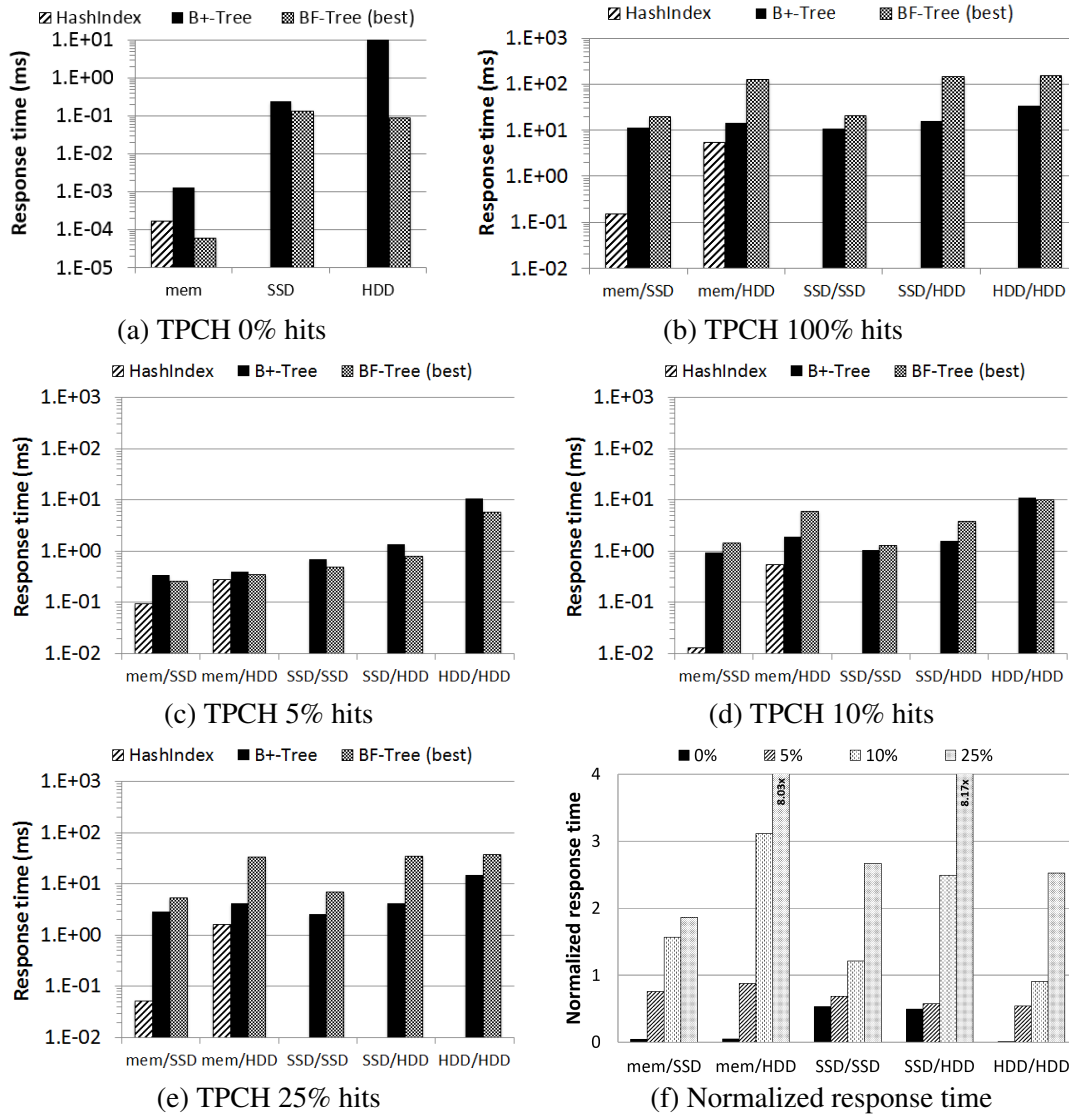 HashIndex B+-Tree BF-Tree (best)
Response time (ms)
1.E+01
1.E+00
1.E-01
1.E-02
1.E-03
1.E-04
1.E-05
mem SSD HDD
(a) TPCH 0% hits
HashIndex B+-Tree BF-Tree (best)
Response time (ms)
1.E+03
1.E+02
1.E+01
1.E+00
1.E-01
1.E-02
mem/SSD mem/HDD SSD/SSD SSD/HDD HDD/HDD
(b) TPCH 100% hits
HashIndex B+-Tree BF-Tree (best)
Response time (ms)
1.E+03
1.E+02
1.E+01
1.E+00
1.E-01
1.E-02
mem/SSD mem/HDD SSD/SSD SSD/HDD HDD/HDD
(c) TPCH 5% hits
HashIndex B+-Tree BF-Tree (best)
Response time (ms)
1.E+03
1.E+02
1.E+01
1.E+00
1.E-01
1.E-02
mem/SSD mem/HDD SSD/SSD SSD/HDD HDD/HDD
(d) TPCH 10% hits
HashIndex B+-Tree BF-Tree (best)
Response time (ms)
1.E+03
1.E+02
1.E+01
1.E+00
1.E-01
1.E-02
mem/SSD mem/HDD SSD/SSD SSD/HDD HDD/HDD
(e) TPCH 25% hits
0% 5% 10% 25%
Normalized response time
4
3
2
1
0
8.03x
8.17x
mem/SSD mem/HDD SSD/SSD SSD/HDD HDD/HDD
(f) Normalized response time